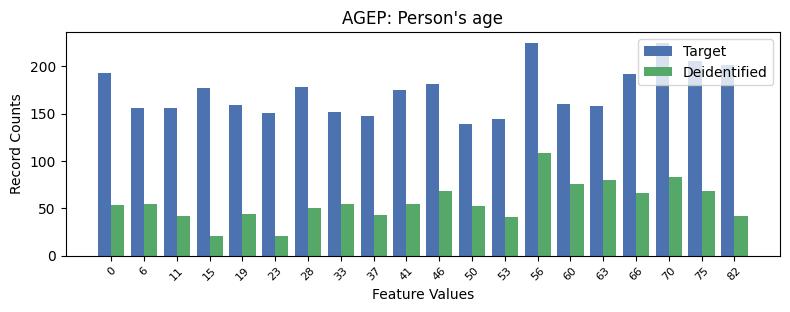 AGEP: Person's age
Target
Deidentified
Record Counts
200
150
100
50
0
0 6 11 15 19 23 28 33 37 41 46 50 53 56 60 63 66 70 75 82
Feature Values